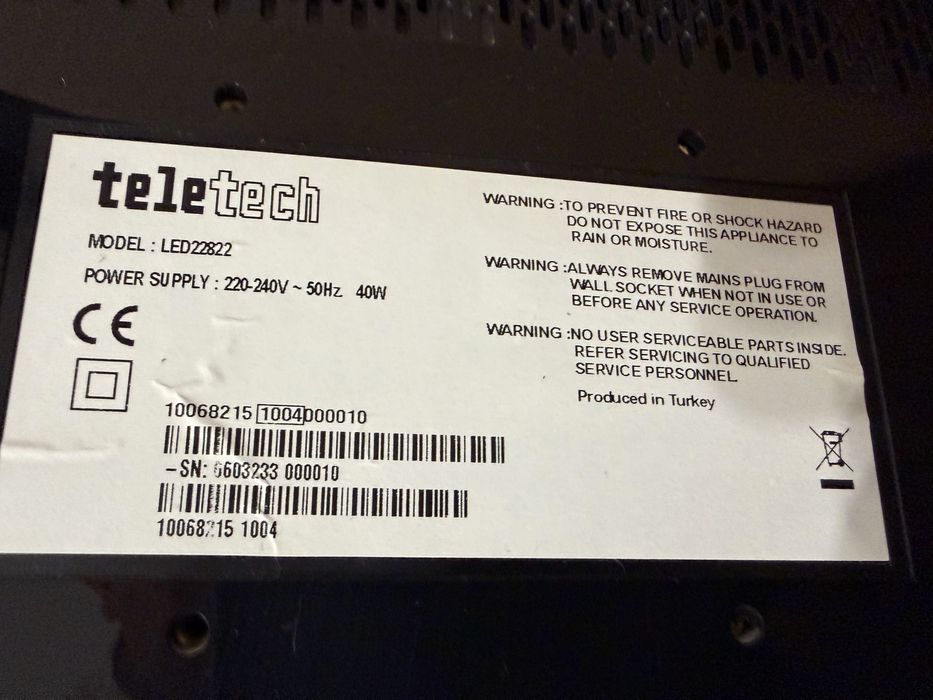 teletech
MODEL : LED22822
POWER SUPPLY : 220-240V ~ 50Hz 40W
CE
10068215 1004000010
-SN: 6603233 000010
10068215 1004
WARNING :TO PREVENT FIRE OR SHOCK HAZARD
DO NOT EXPOSE THIS APPLIANCE TO
RAIN OR MOISTURE.
WARNING :ALWAYS REMOVE MAINS PLUG FROM
WALL SOCKET WHEN NOT IN USE OR
BEFORE ANY SERVICE OPERATION.
WARNING :NO USER SERVICEABLE PARTS INSIDE.
REFER SERVICING TO QUALIFIED
SERVICE PERSONNEL
Produced in Turkey